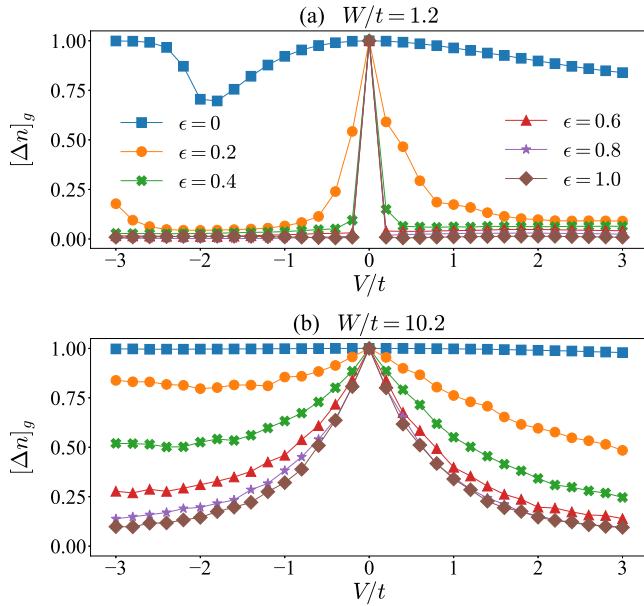 (a) W/t = 1.2
1.00
0.75
0.50
0.25
0.00
[Δn]_g
ϵ = 0
ϵ = 0.2
ϵ = 0.4
ϵ = 0.6
ϵ = 0.8
ϵ = 1.0
−3 −2 −1 0 1 2 3
V/t
(b) W/t = 10.2
1.00
0.75
0.50
0.25
0.00
[Δn]_g
−3 −2 −1 0 1 2 3
V/t